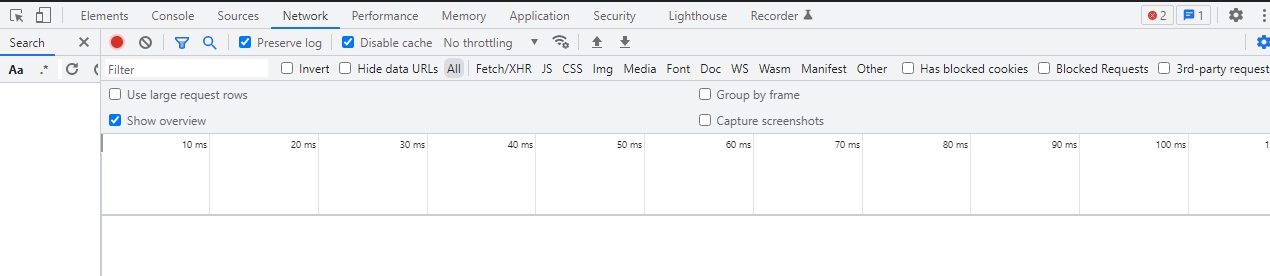 Elements Console Sources Network Performance Memory Application Security Lighthouse Recorder 2 1
Search Preserve log Disable cache No throttling
Aa .* Filter Invert Hide data URLs All Fetch/XHR JS CSS Img Media Font Doc WS Wasm Manifest Other Has blocked cookies Blocked Requests 3rd-party request
Use large request rows Group by frame
Show overview Capture screenshots
10 ms 20 ms 30 ms 40 ms 50 ms 60 ms 70 ms 80 ms 90 ms 100 ms 1